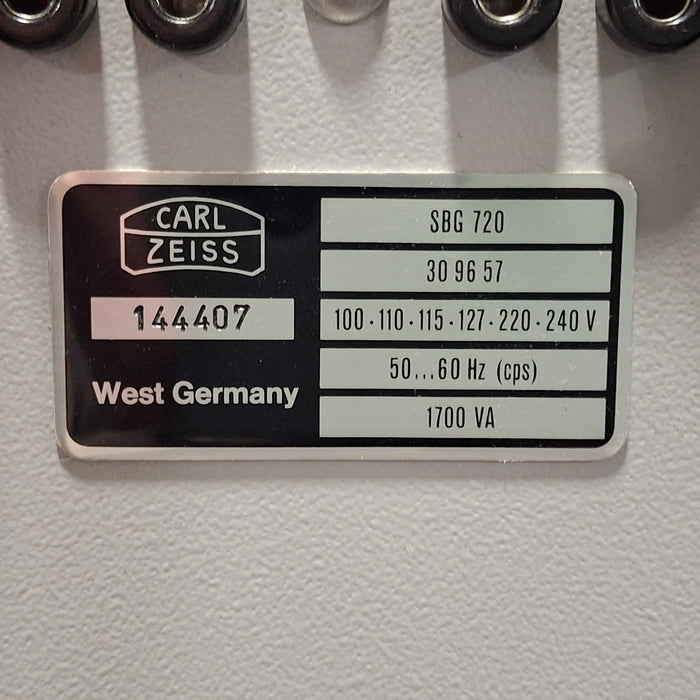 CARL
ZEISS
144407
West Germany
SBG 720
30 96 57
100·110·115·127·220·240 V
50...60 Hz (cps)
1700 VA